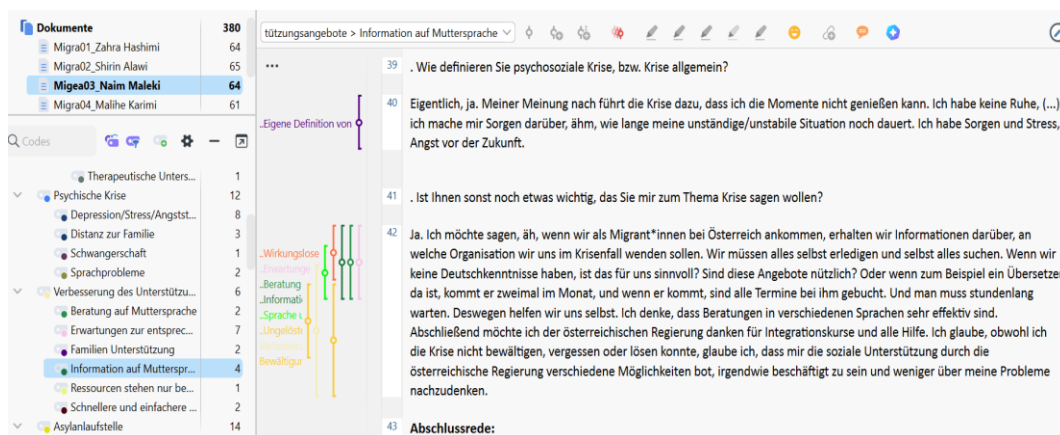 Dokumente 380
Migra01_Zahra Hashimi 64
Migra02_Shirin Alawi 65
Migea03_Naim Maleki 64
Migra04_Malihe Karimi 61
Codes
Therapeutische Unters... 1
Psychische Krise 12
Depression/Stress/Angstst... 8
Distanz zur Familie 3
Schwangerschaft 1
Sprachprobleme 2
Verbesserung des Unterstützu... 6
Beratung auf Muttersprache 2
Erwartungen zur entsprec... 7
Familien Unterstützung 2
Information auf Mutterspr... 4
Ressourcen stehen nur be... 1
Schnellere und einfachere ... 2
Asylanlaufstelle 14
tützungsangebote > Information auf Muttersprache
...
..Eigene Definition von
..Wirkungslose
..Erwartunge
..Beratung
..Informati
..Sprache u
..Ungelöst
Bewältigur
39 . Wie definieren Sie psychosoziale Krise, bzw. Krise allgemein?
40 Eigentlich, ja. Meiner Meinung nach führt die Krise dazu, dass ich die Momente nicht genießen kann. Ich habe keine Ruhe, (...)
ich mache mir Sorgen darüber, ähm, wie lange meine unständige/unstabile Situation noch dauert. Ich habe Sorgen und Stress,
Angst vor der Zukunft.
41 . Ist Ihnen sonst noch etwas wichtig, das Sie mir zum Thema Krise sagen wollen?
42 Ja. Ich möchte sagen, äh, wenn wir als Migrant*innen bei Österreich ankommen, erhalten wir Informationen darüber, an
welche Organisation wir uns im Krisenfall wenden sollen. Wir müssen alles selbst erledigen und selbst alles suchen. Wenn wir
keine Deutschkenntnisse haben, ist das für uns sinnvoll? Sind diese Angebote nützlich? Oder wenn zum Beispiel ein Übersetze
da ist, kommt er zweimal im Monat, und wenn er kommt, sind alle Termine bei ihm gebucht. Und man muss stundenlang
warten. Deswegen helfen wir uns selbst. Ich denke, dass Beratungen in verschiedenen Sprachen sehr effektiv sind.
Abschließend möchte ich der österreichischen Regierung danken für Integrationskurse und alle Hilfe. Ich glaube, obwohl ich
die Krise nicht bewältigen, vergessen oder lösen konnte, glaube ich, dass mir die soziale Unterstützung durch die
österreichische Regierung verschiedene Möglichkeiten bot, irgendwie beschäftigt zu sein und weniger über meine Probleme
nachzudenken.
43 Abschlussrede: